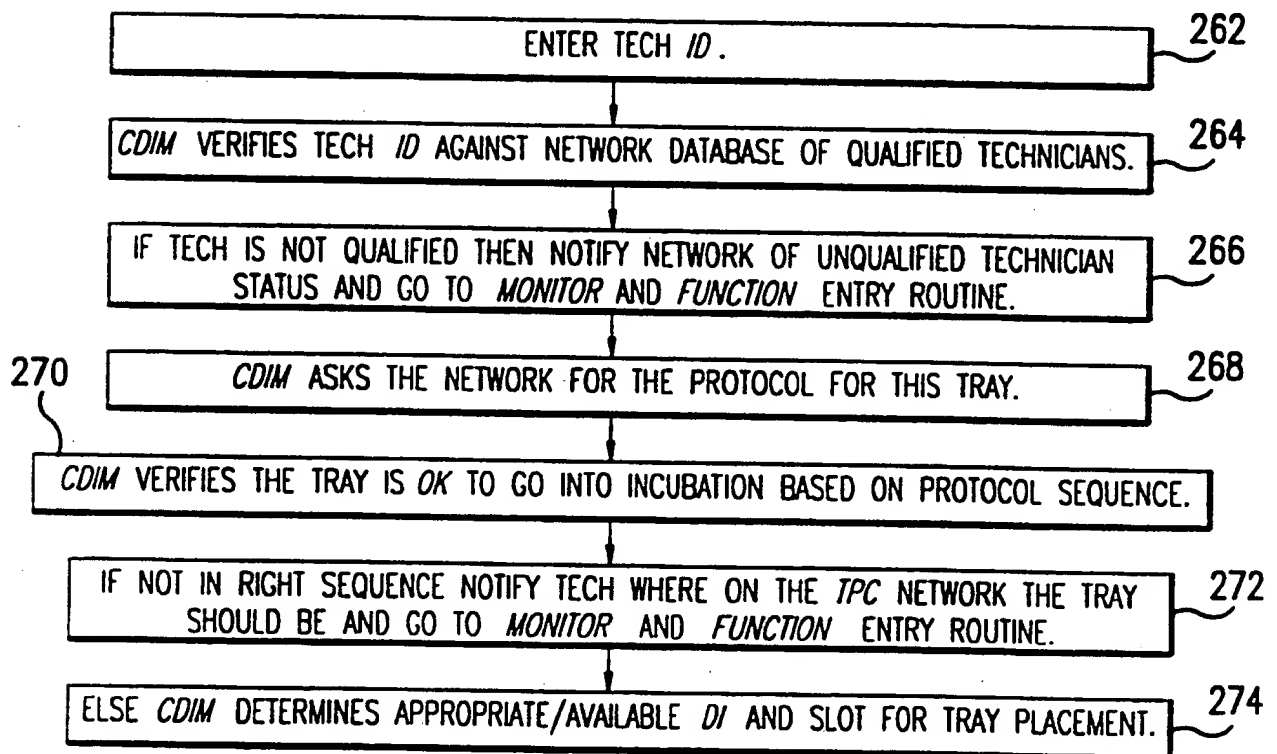 ENTER TECH ID.
262
CDIM VERIFIES TECH ID AGAINST NETWORK DATABASE OF QUALIFIED TECHNICIANS.
264
IF TECH IS NOT QUALIFIED THEN NOTIFY NETWORK OF UNQUALIFIED TECHNICIAN
STATUS AND GO TO MONITOR AND FUNCTION ENTRY ROUTINE.
266
CDIM ASKS THE NETWORK FOR THE PROTOCOL FOR THIS TRAY.
268
270
CDIM VERIFIES THE TRAY IS OK TO GO INTO INCUBATION BASED ON PROTOCOL SEQUENCE.
IF NOT IN RIGHT SEQUENCE NOTIFY TECH WHERE ON THE TPC NETWORK THE TRAY
SHOULD BE AND GO TO MONITOR AND FUNCTION ENTRY ROUTINE.
272
ELSE CDIM DETERMINES APPROPRIATE/AVAILABLE DI AND SLOT FOR TRAY PLACEMENT.
274